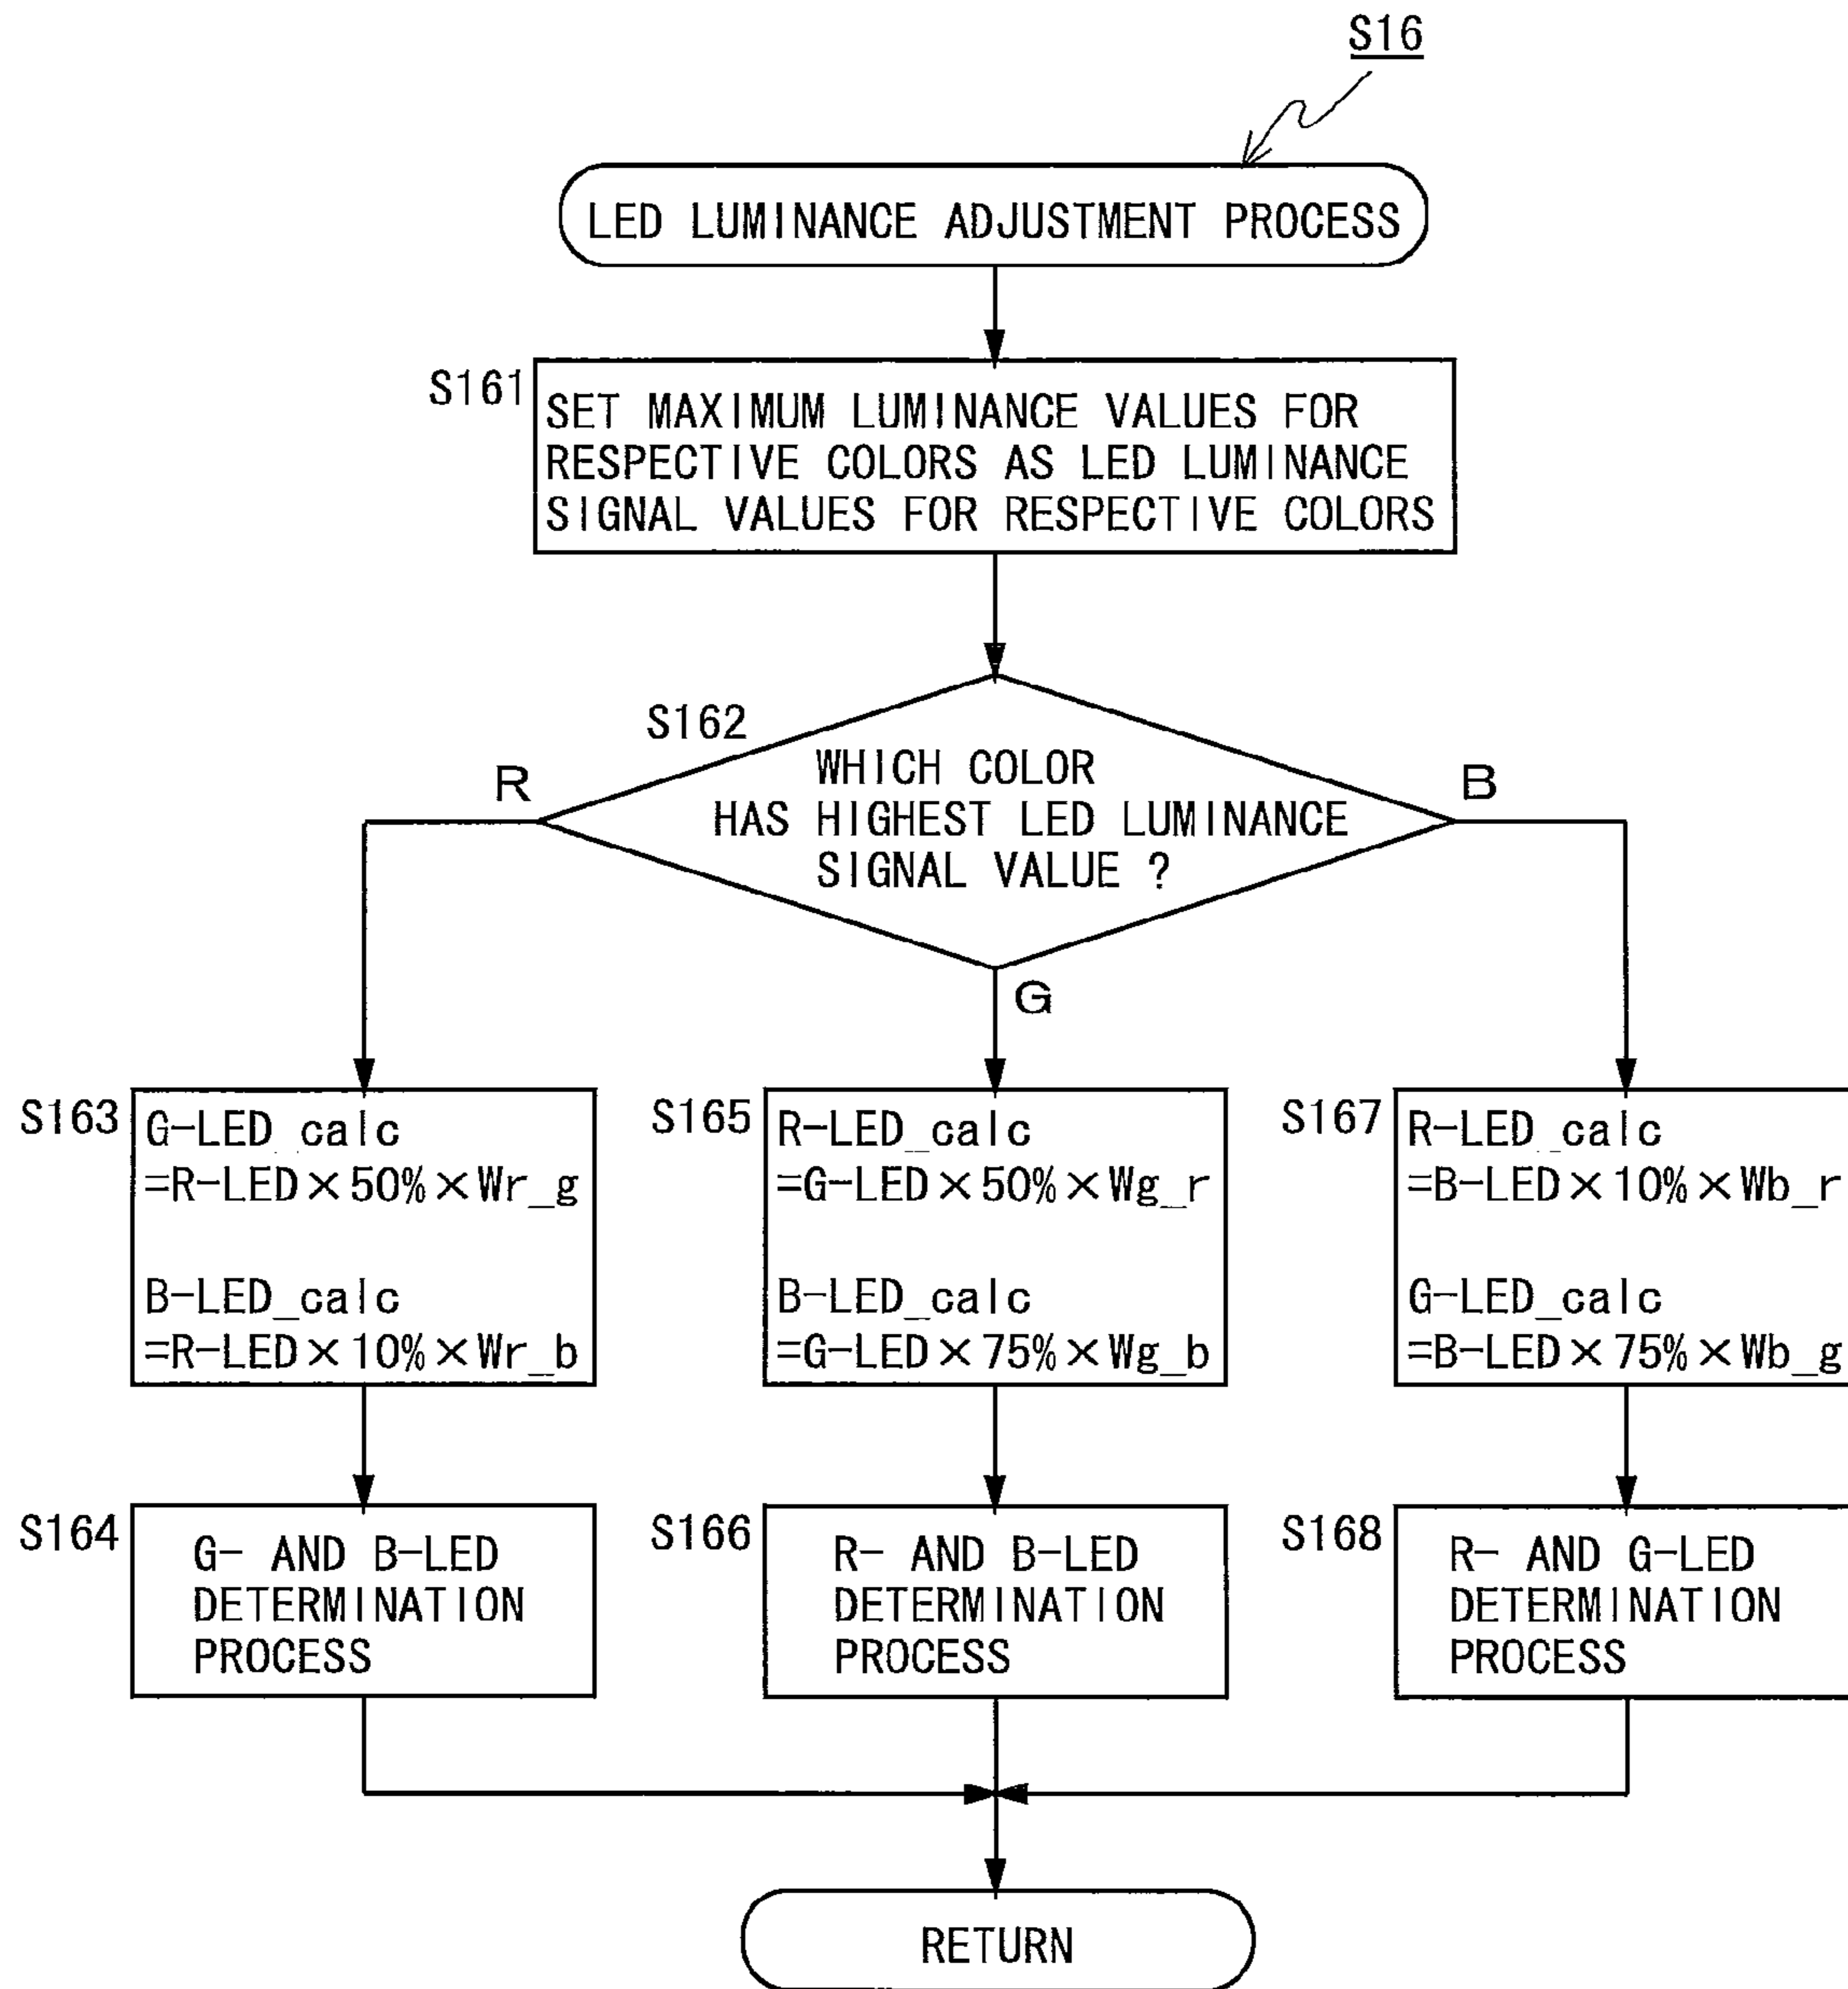 S16
LED LUMINANCE ADJUSTMENT PROCESS
S161
SET MAXIMUM LUMINANCE VALUES FOR
RESPECTIVE COLORS AS LED LUMINANCE
SIGNAL VALUES FOR RESPECTIVE COLORS
S162
WHICH COLOR
HAS HIGHEST LED LUMINANCE
SIGNAL VALUE ?
R
B
G
S163
G-LED_calc
=R-LED×50%×Wr_g
B-LED_calc
=R-LED×10%×Wr_b
S165
R-LED_calc
=G-LED×50%×Wg_r
B-LED_calc
=G-LED×75%×Wg_b
S167
R-LED_calc
=B-LED×10%×Wb_r
G-LED_calc
=B-LED×75%×Wb_g
S164
G- AND B-LED
DETERMINATION
PROCESS
S166
R- AND B-LED
DETERMINATION
PROCESS
S168
R- AND G-LED
DETERMINATION
PROCESS
RETURN